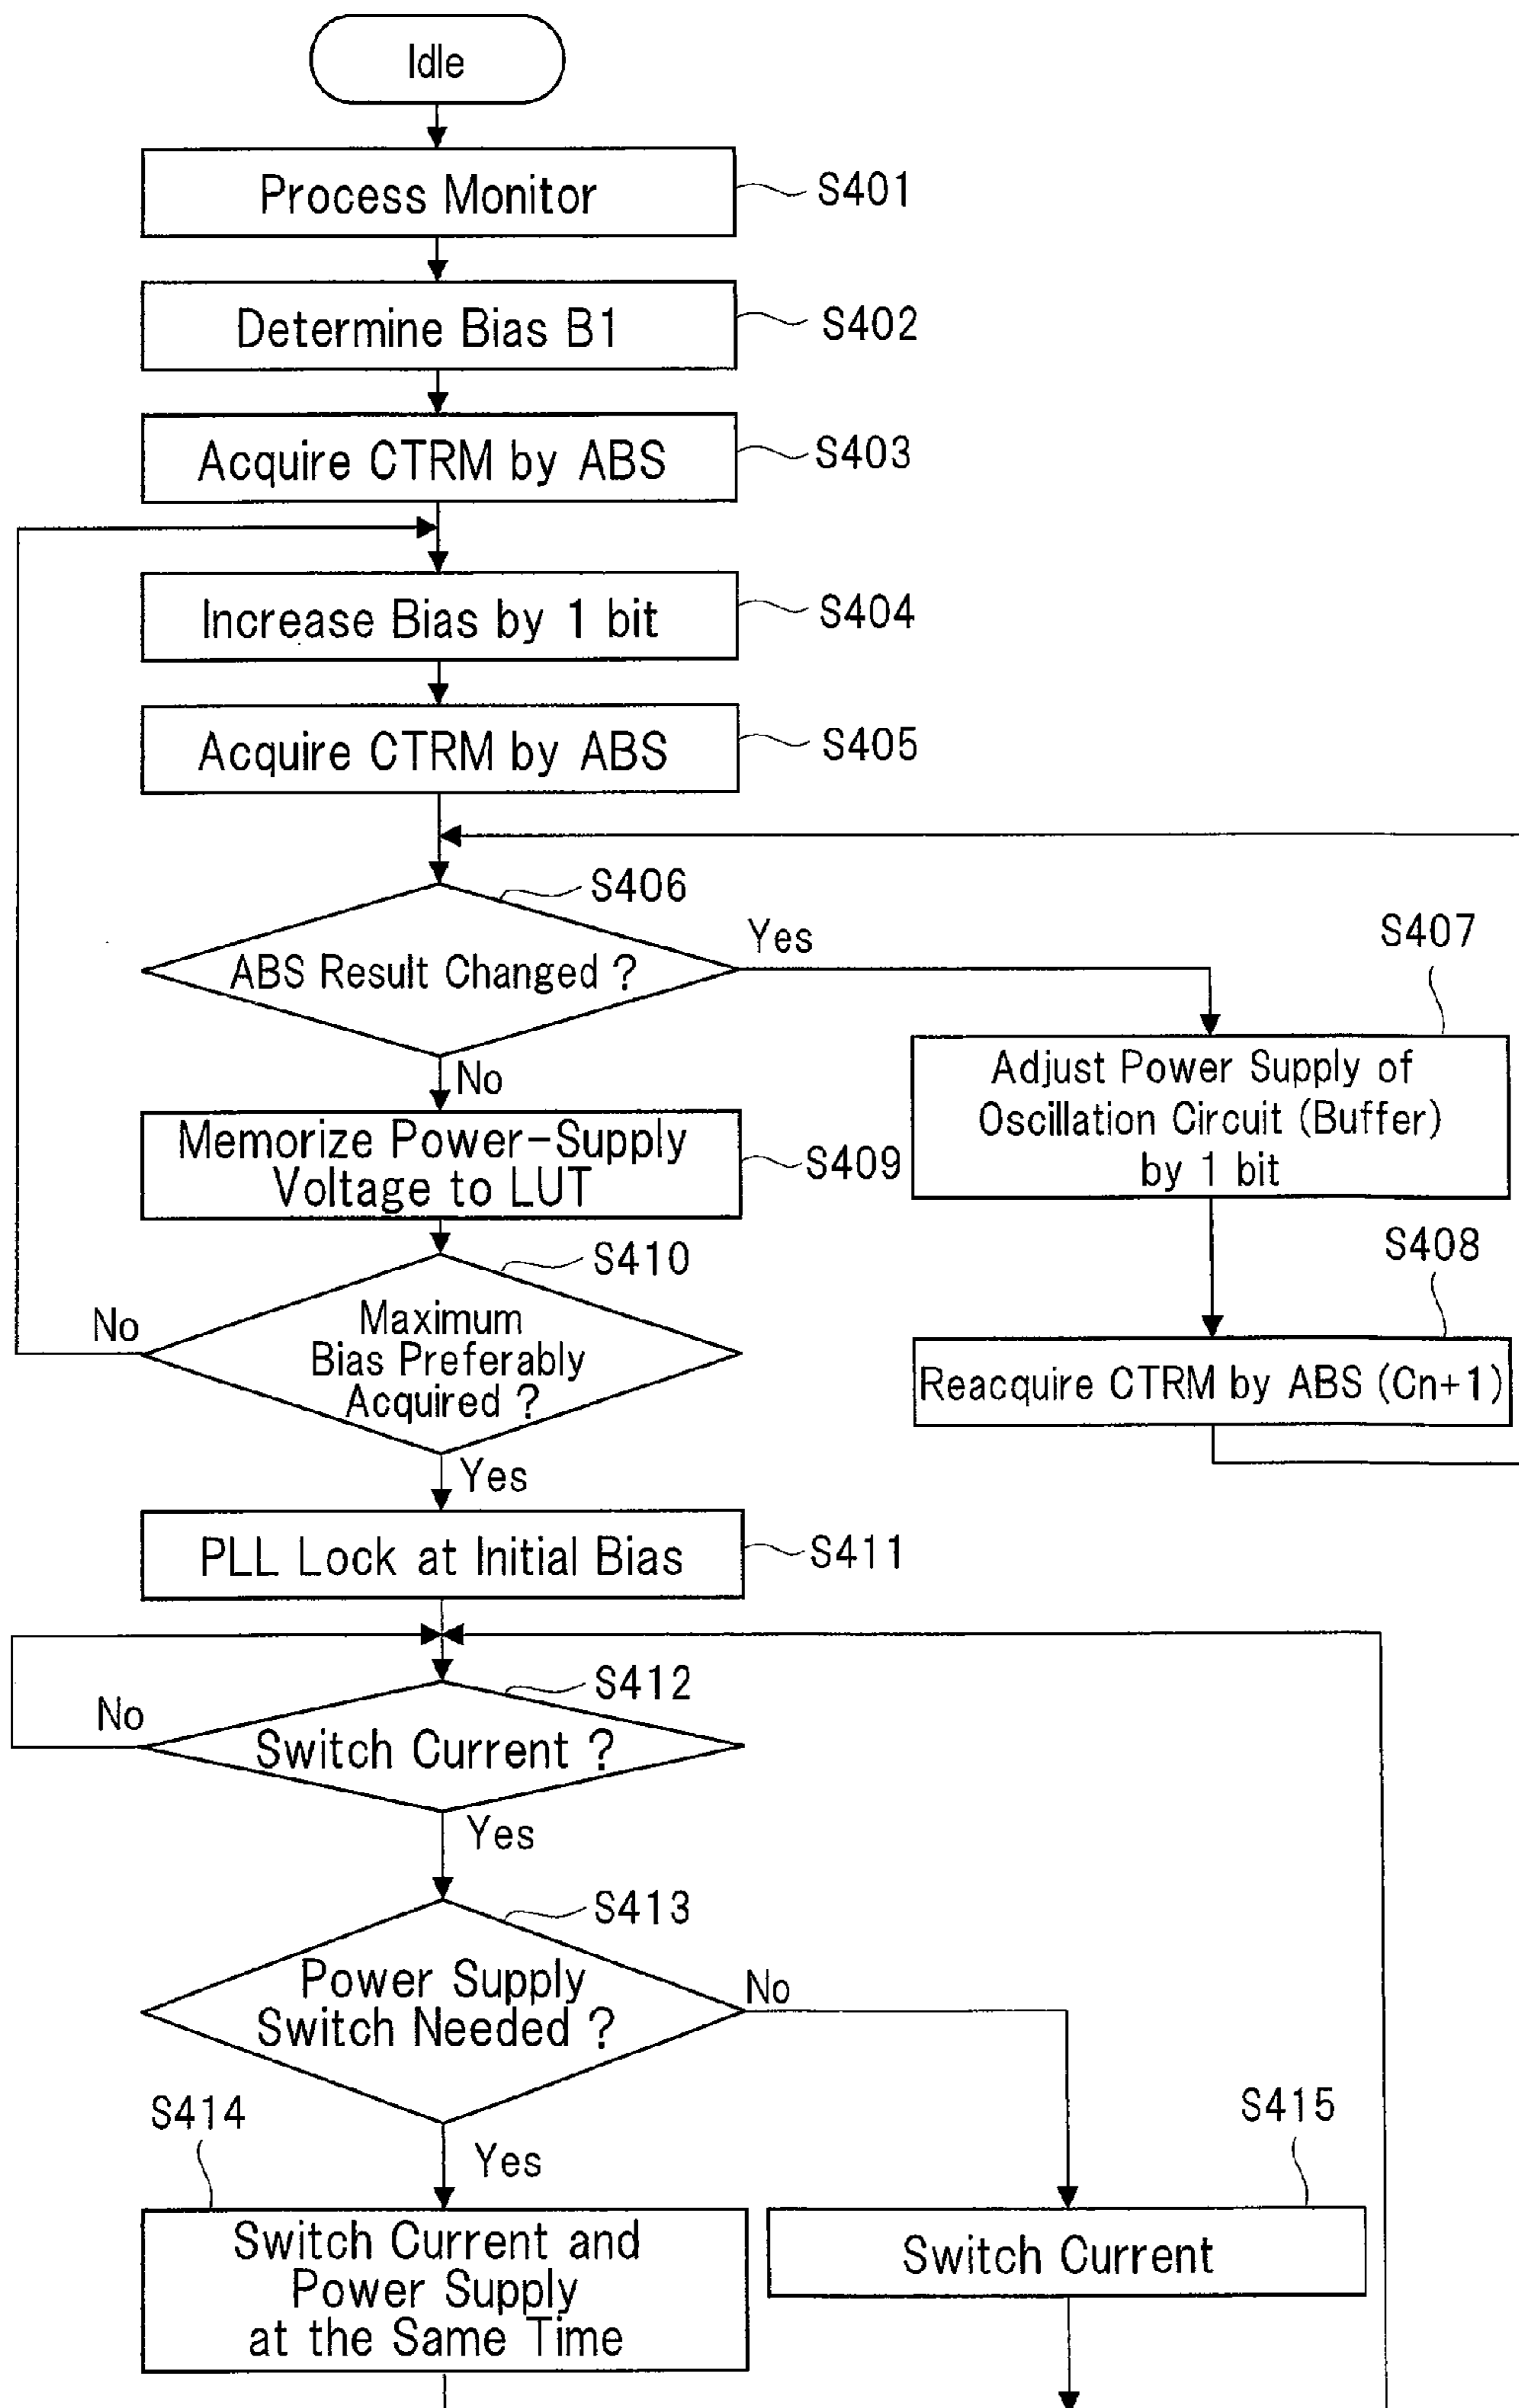 Idle
Process Monitor
S401
Determine Bias B1
S402
Acquire CTRM by ABS
S403
Increase Bias by 1 bit
S404
Acquire CTRM by ABS
S405
S406
ABS Result Changed ?
Yes
No
S407
Adjust Power Supply of
Oscillation Circuit (Buffer)
by 1 bit
S408
Reacquire CTRM by ABS (Cn+1)
Memorize Power-Supply
Voltage to LUT
S409
S410
Maximum
Bias Preferably
Acquired ?
No
Yes
PLL Lock at Initial Bias
S411
S412
Switch Current ?
No
Yes
S413
Power Supply
Switch Needed ?
No
Yes
S414
Switch Current and
Power Supply
at the Same Time
S415
Switch Current